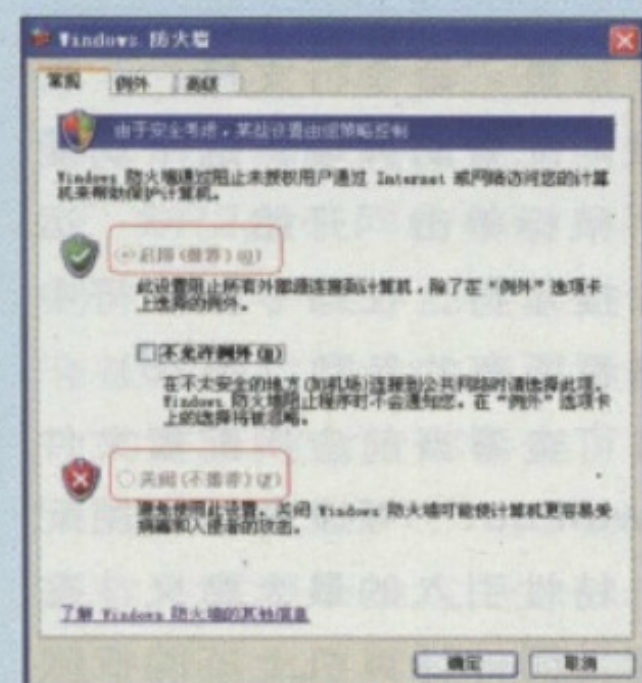 Windows 防火墙
常规 例外 高级
由于安全考虑，某些设置由组策略控制
Windows 防火墙通过阻止未授权用户通过 Internet 或网络访问您的计算
机来帮助保护计算机。
启用(推荐)(O)
此设置阻止所有外部源连接到计算机，除了在“例外”选项卡
上选择的例外。
不允许例外(D)
在不太安全的地方(如机场)连接到公共网络时请选择此项。
Windows 防火墙阻止程序时不会通知您。在“例外”选项卡
上的选择将被忽略。
关闭(不推荐)(F)
避免使用此设置。关闭 Windows 防火墙可能使计算机更容易受
病毒和入侵者的攻击。
了解 Windows 防火墙的其他信息
确定 取消